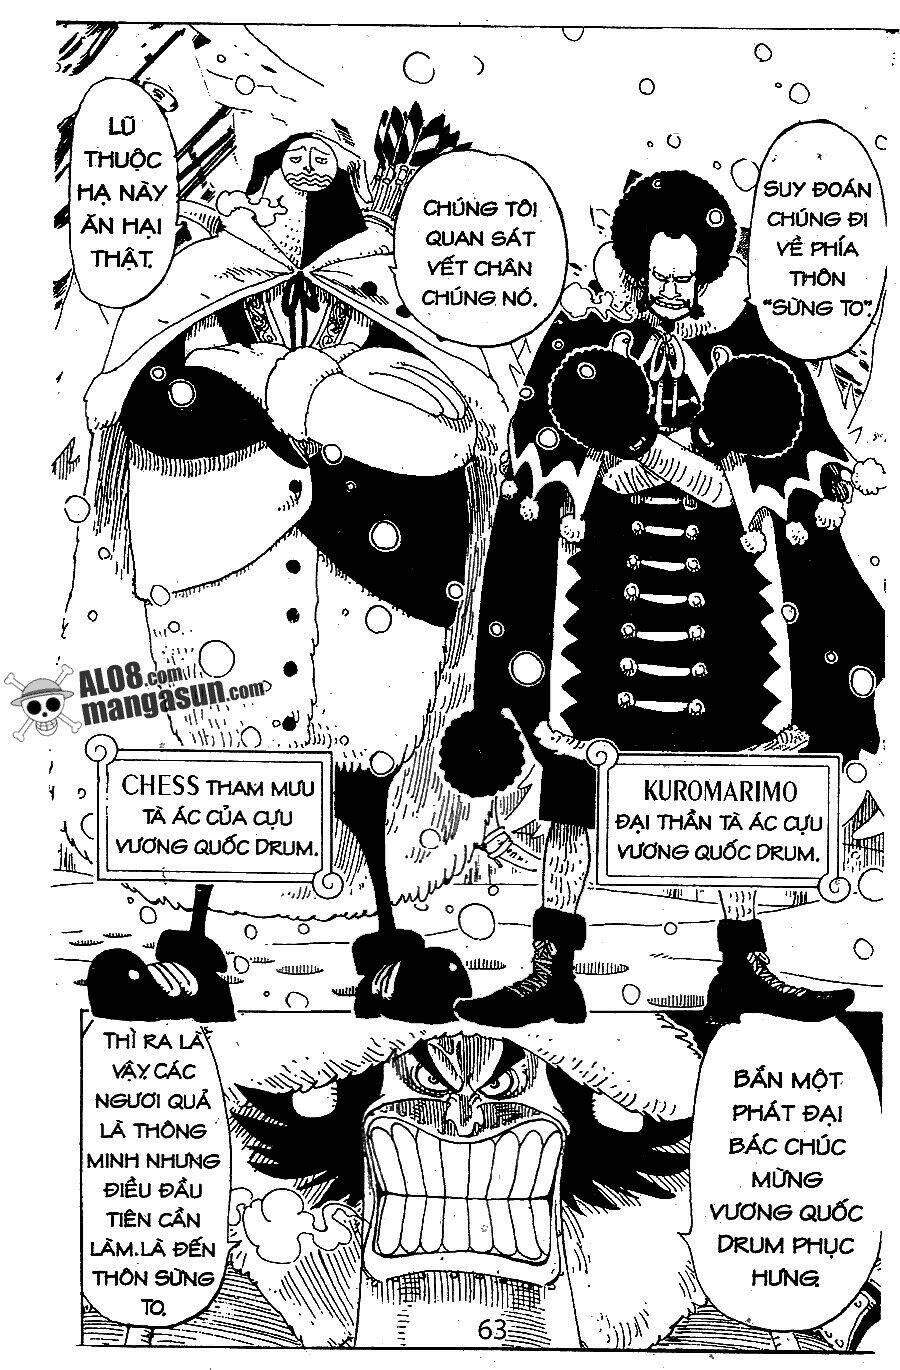 SUY ĐOÁN
CHÚNG ĐI
VỀ PHÍA
THÔN
"SỪNG TO".
CHÚNG TÔI
QUAN SÁT
VẾT CHÂN
CHÚNG NÓ.
LŨ
THUỘC
HẠ NÀY
ĂN HẠI
THẬT.
AL08.com
mangasun.com
KUROMARIMO
ĐẠI THẦN TÀ ÁC CỰU
VƯƠNG QUỐC DRUM.
CHESS THAM MƯU
TÀ ÁC CỦA CỰU
VƯƠNG QUỐC DRUM.
BẮN MỘT
PHÁT ĐẠI
BÁC CHÚC
MỪNG
VƯƠNG QUỐC
DRUM PHỤC
HƯNG.
THÌ RA LÀ
VẬY. CÁC
NGƯƠI QUẢ
LÀ THÔNG
MINH NHƯNG
ĐIỀU ĐẦU
TIÊN CẦN
LÀM.LÀ ĐẾN
THÔN SỪNG
TO.
63